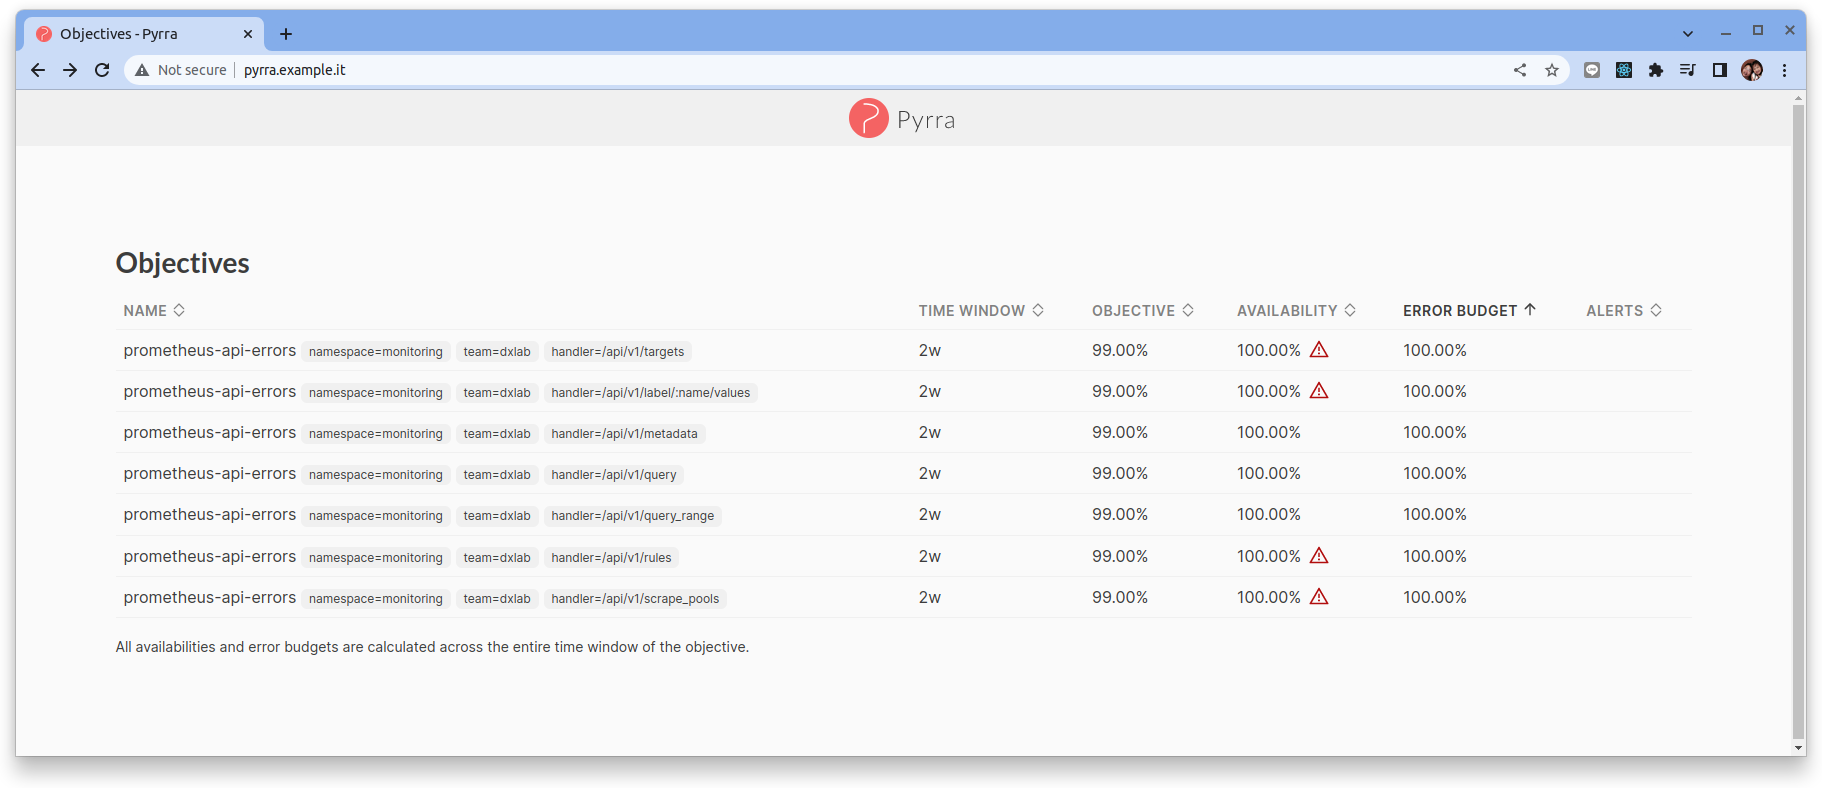 Objectives - Pyrra
Not secure pyrra.example.it
Pyrra
Objectives
NAME TIME WINDOW OBJECTIVE AVAILABILITY ERROR BUDGET ALERTS
prometheus-api-errors namespace=monitoring team=dxlab handler=/api/v1/targets 2w 99.00% 100.00% 100.00%
prometheus-api-errors namespace=monitoring team=dxlab handler=/api/v1/label/:name/values 2w 99.00% 100.00% 100.00%
prometheus-api-errors namespace=monitoring team=dxlab handler=/api/v1/metadata 2w 99.00% 100.00% 100.00%
prometheus-api-errors namespace=monitoring team=dxlab handler=/api/v1/query 2w 99.00% 100.00% 100.00%
prometheus-api-errors namespace=monitoring team=dxlab handler=/api/v1/query_range 2w 99.00% 100.00% 100.00%
prometheus-api-errors namespace=monitoring team=dxlab handler=/api/v1/rules 2w 99.00% 100.00% 100.00%
prometheus-api-errors namespace=monitoring team=dxlab handler=/api/v1/scrape_pools 2w 99.00% 100.00% 100.00%
All availabilities and error budgets are calculated across the entire time window of the objective.